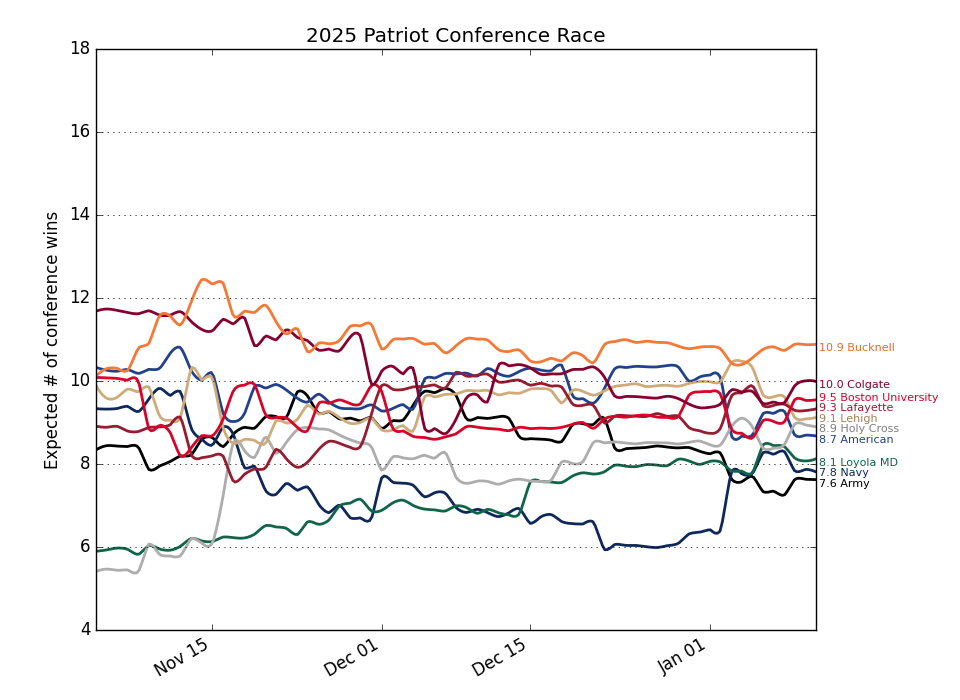 2025 Patriot Conference Race
Expected # of conference wins
18
16
14
12
10
8
6
4
Nov 15
Dec 01
Dec 15
Jan 01
10.9 Bucknell
10.0 Colgate
9.5 Boston University
9.3 Lafayette
9.1 Lehigh
8.9 Holy Cross
8.7 American
8.1 Loyola MD
7.8 Navy
7.6 Army